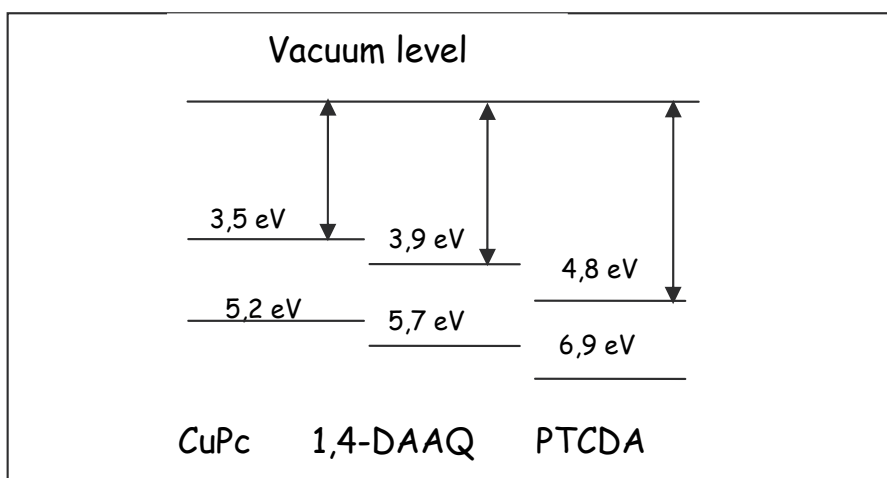 Vacuum level
3,5 eV
3,9 eV
4,8 eV
5,2 eV
5,7 eV
6,9 eV
CuPc 1,4-DAAQ PTCDA